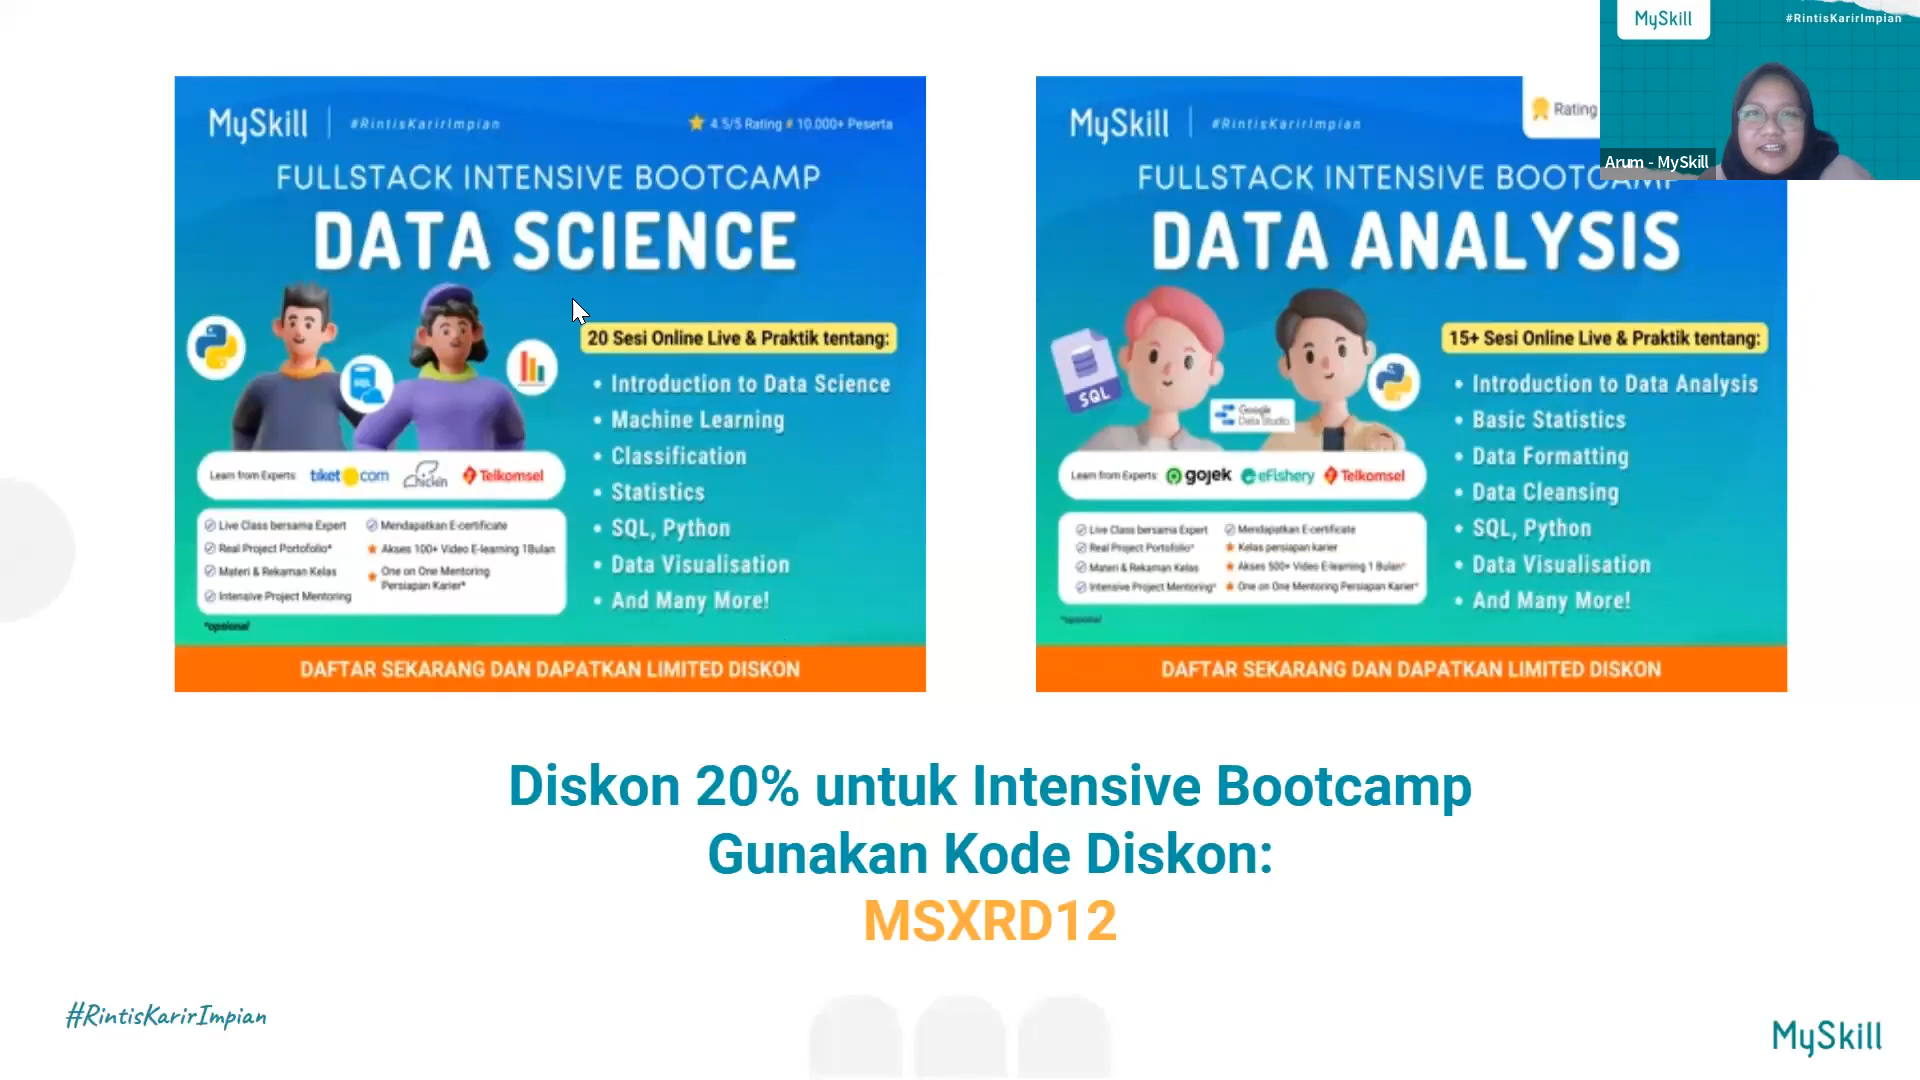 MySkill
#RintisKarirImpian
Arum - MySkill
MySkill
#RintisKarirImpian
4.5/5 Rating # 10.000+ Peserta
FULLSTACK INTENSIVE BOOTCAMP
DATA SCIENCE
SQL
20 Sesi Online Live & Praktik tentang:
• Introduction to Data Science
• Machine Learning
• Classification
• Statistics
• SQL, Python
• Data Visualisation
• And Many More!
Learn from Experts: tiket.com Chickin Telkomsel
Live Class bersama Expert
Real Project Portofolio*
Materi & Rekaman Kelas
Intensive Project Mentoring
Mendapatkan E-certificate
Akses 100+ Video E-learning 1Bulan
One on One Mentoring
Persiapan Karier*
*opsional
DAFTAR SEKARANG DAN DAPATKAN LIMITED DISKON
MySkill
#RintisKarirImpian
Rating
FULLSTACK INTENSIVE BOOTCAMP
DATA ANALYSIS
SQL
Google
Data Studio
15+ Sesi Online Live & Praktik tentang:
• Introduction to Data Analysis
• Basic Statistics
• Data Formatting
• Data Cleansing
• SQL, Python
• Data Visualisation
• And Many More!
Learn from Experts: gojek eFishery Telkomsel
Live Class bersama Expert
Real Project Portofolio*
Materi & Rekaman Kelas
Intensive Project Mentoring*
Mendapatkan E-certificate
Kelas persiapan karier
Akses 500+ Video E-learning 1 Bulan*
One on One Mentoring Persiapan Karier*
*opsional
DAFTAR SEKARANG DAN DAPATKAN LIMITED DISKON
Diskon 20% untuk Intensive Bootcamp
Gunakan Kode Diskon:
MSXRD12
#RintisKarirImpian
MySkill